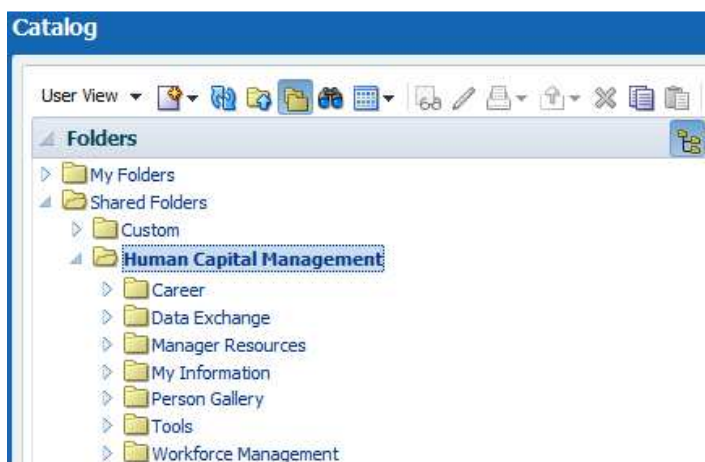 Catalog
User View
Folders
My Folders
Shared Folders
Custom
Human Capital Management
Career
Data Exchange
Manager Resources
My Information
Person Gallery
Tools
Workforce Management